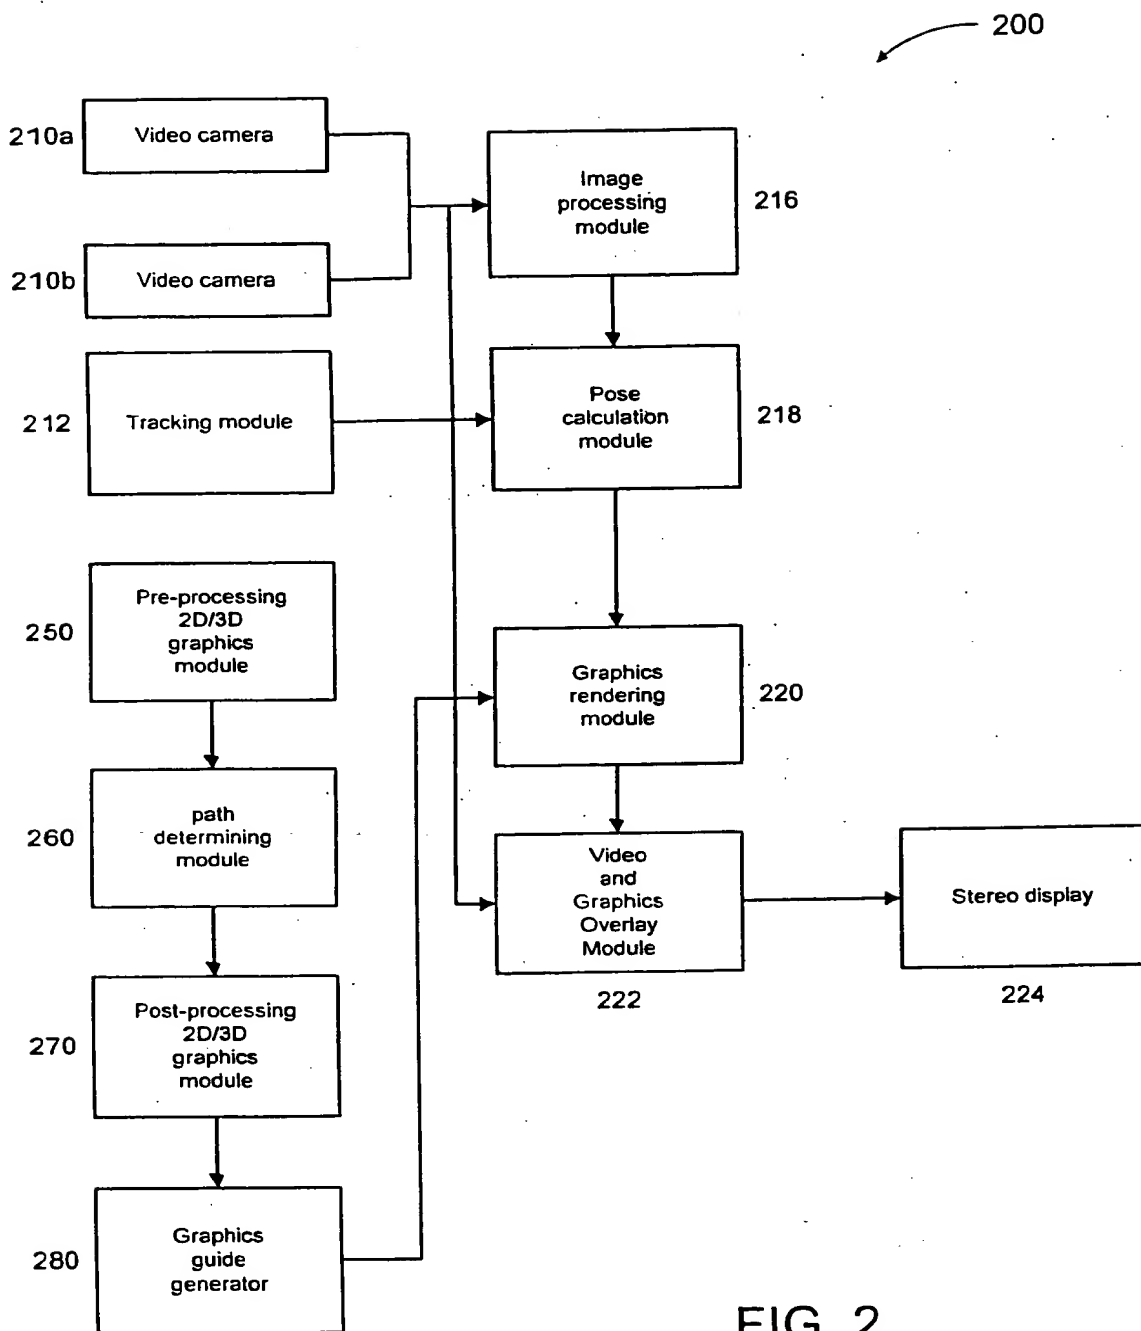 200
210a
Video camera
210b
Video camera
Image
processing
module
216
212
Tracking module
Pose
calculation
module
218
250
Pre-processing
2D/3D
graphics
module
Graphics
rendering
module
220
260
path
determining
module
Video
and
Graphics
Overlay
Module
222
Stereo display
224
270
Post-processing
2D/3D
graphics
module
280
Graphics
guide
generator
FIG. 2